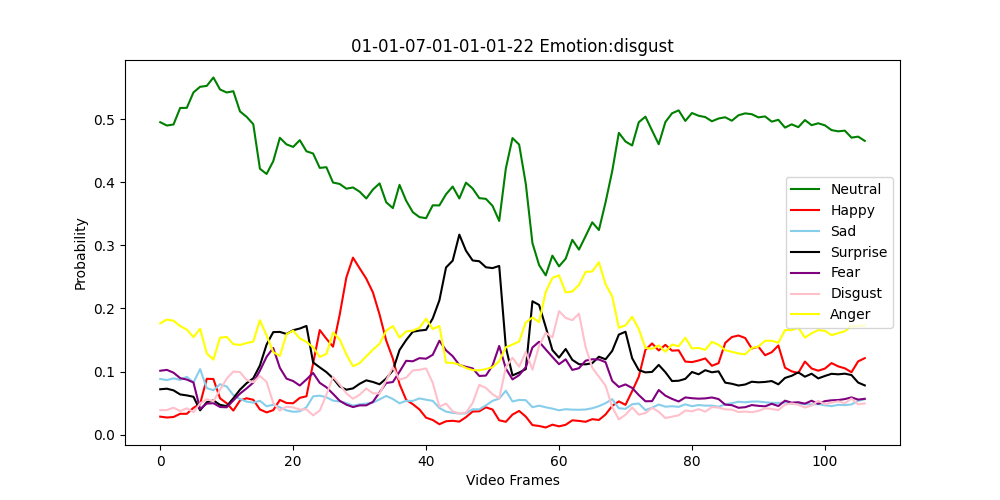 01-01-07-01-01-01-22 Emotion:disgust
Probability
0.5
0.4
0.3
0.2
0.1
0.0
0 20 40 60 80 100
Video Frames
Neutral
Happy
Sad
Surprise
Fear
Disgust
Anger